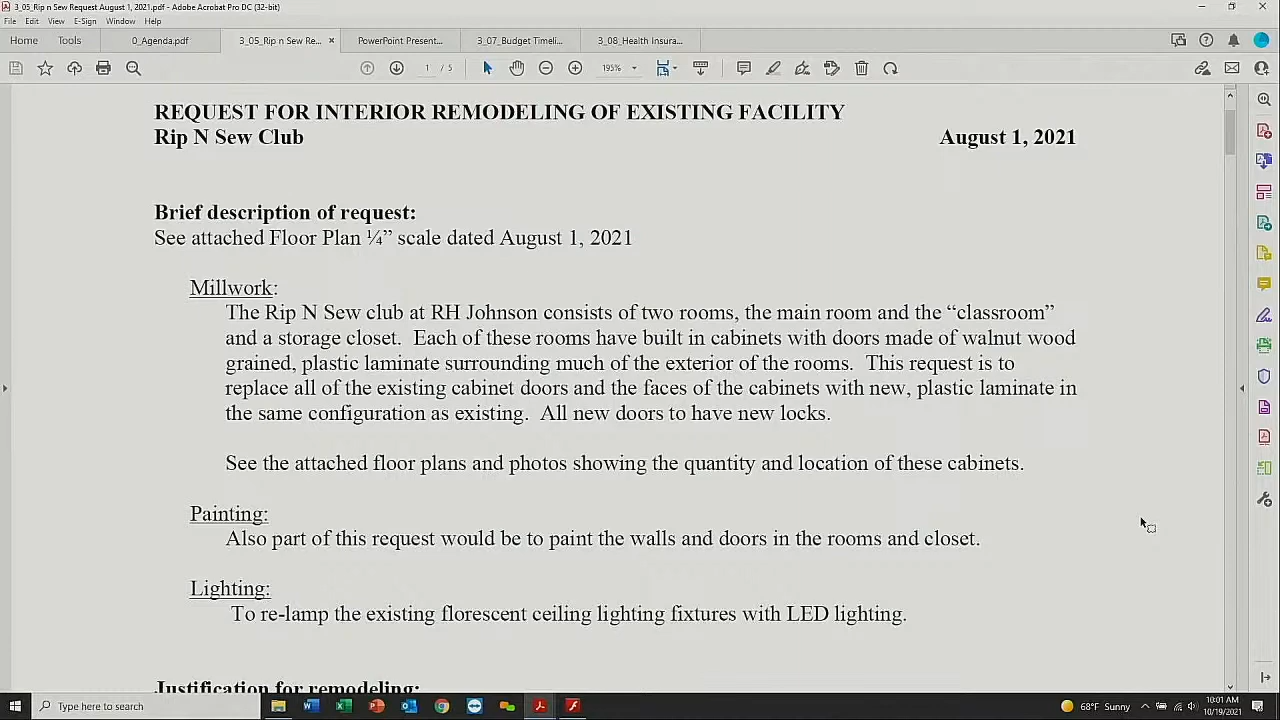 3_05_Rip n Sew Request August 1, 2021.pdf - Adobe Acrobat Pro DC (32-bit)
File Edit View E-Sign Window Help
Home Tools 0_Agenda.pdf 3_05_Rip n Sew Re... × PowerPoint Present... 3_07_Budget Timeli... 3_08_Health Insura...
1 / 5 195%
REQUEST FOR INTERIOR REMODELING OF EXISTING FACILITY
Rip N Sew Club August 1, 2021
Brief description of request:
See attached Floor Plan ¼” scale dated August 1, 2021
Millwork:
The Rip N Sew club at RH Johnson consists of two rooms, the main room and the “classroom”
and a storage closet. Each of these rooms have built in cabinets with doors made of walnut wood
grained, plastic laminate surrounding much of the exterior of the rooms. This request is to
replace all of the existing cabinet doors and the faces of the cabinets with new, plastic laminate in
the same configuration as existing. All new doors to have new locks.
See the attached floor plans and photos showing the quantity and location of these cabinets.
Painting:
Also part of this request would be to paint the walls and doors in the rooms and closet.
Lighting:
To re-lamp the existing florescent ceiling lighting fixtures with LED lighting.
Justification for remodeling:
Type here to search
68°F Sunny
10:01 AM
10/19/2021